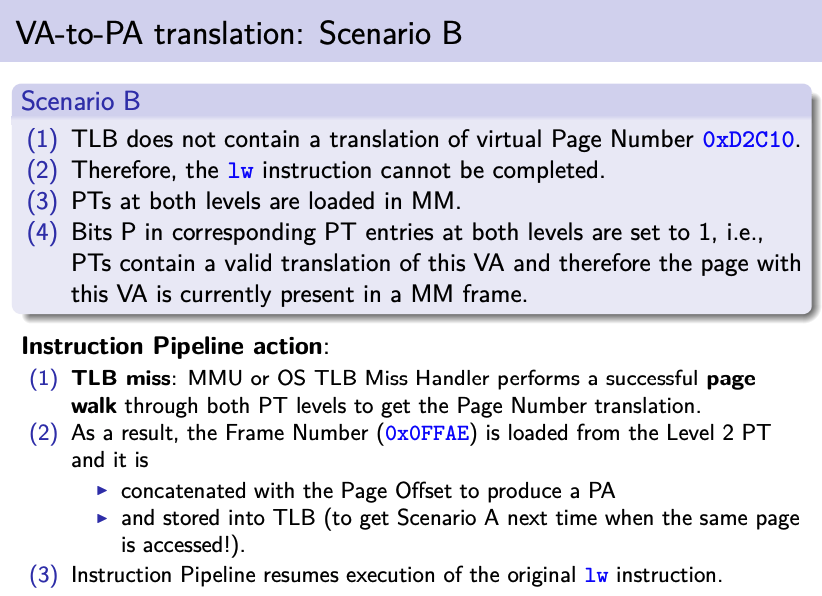 VA-to-PA translation: Scenario B
Scenario B
(1) TLB does not contain a translation of virtual Page Number 0xD2C10.
(2) Therefore, the lw instruction cannot be completed.
(3) PTs at both levels are loaded in MM.
(4) Bits P in corresponding PT entries at both levels are set to 1, i.e.,
PTs contain a valid translation of this VA and therefore the page with
this VA is currently present in a MM frame.
Instruction Pipeline action:
(1) TLB miss: MMU or OS TLB Miss Handler performs a successful page
walk through both PT levels to get the Page Number translation.
(2) As a result, the Frame Number (0x0FFAE) is loaded from the Level 2 PT
and it is
▶ concatenated with the Page Offset to produce a PA
▶ and stored into TLB (to get Scenario A next time when the same page
is accessed!).
(3) Instruction Pipeline resumes execution of the original lw instruction.